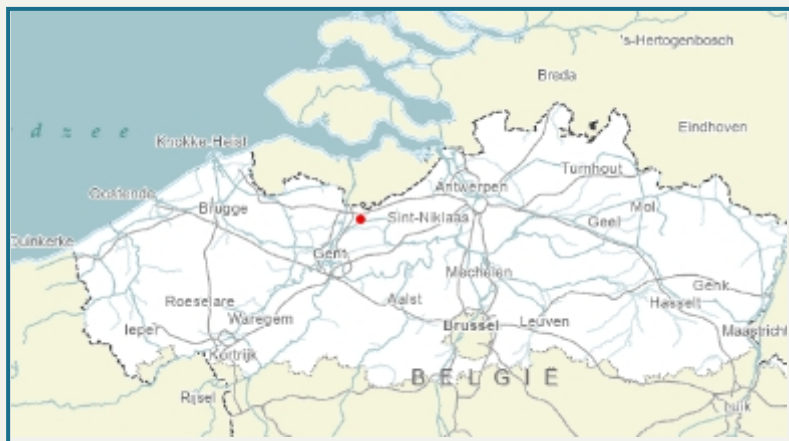 's-Hertogenbosch
Breda
Eindhoven
d z e e
Knokke-Heist
Turnhout
Antwerpen
Oostende
Brugge
Mol
Geel
Sint-Niklaas
Duinkerke
Gent
Mechelen
Genk
Hasselt
Roeselare
Aalst
Waregem
Brussel
Leuven
Ieper
Maastricht
Kortrijk
BELGIË
Rijsel
Luik